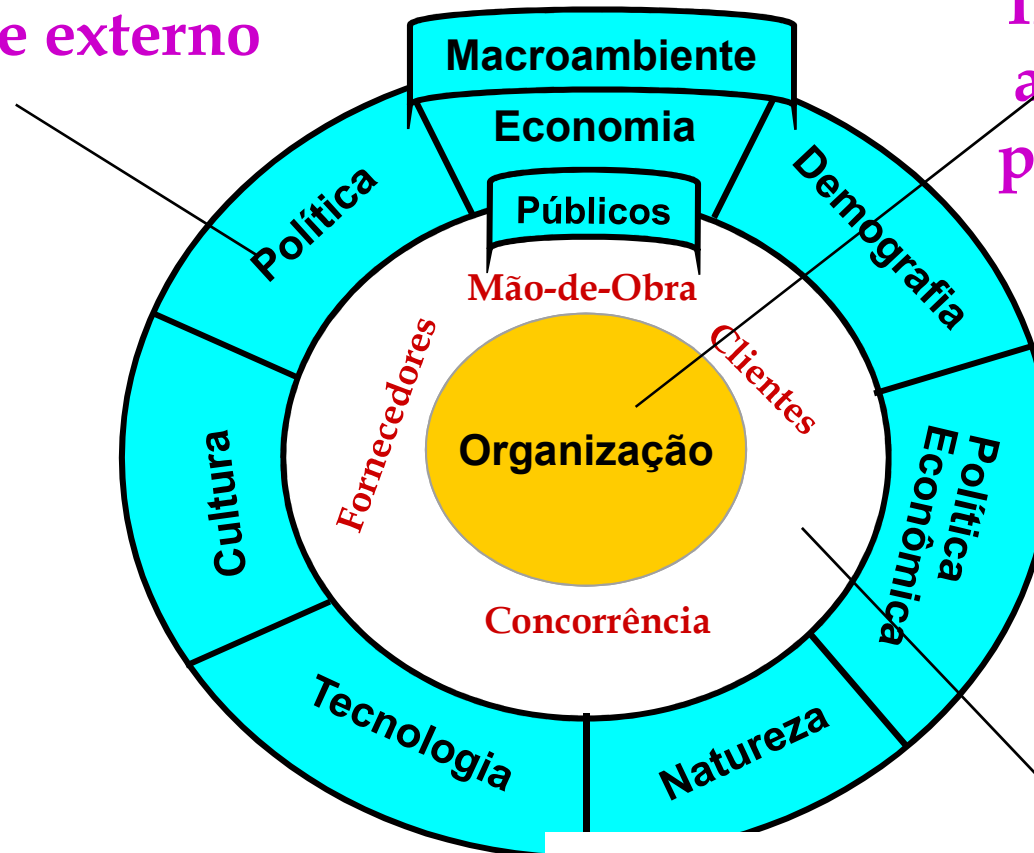 e externo
Macroambiente
Economia
Públicos
Política
Demografia
Mão-de-Obra
Fornecedores
Clientes
Organização
Cultura
Política
Econômica
Concorrência
Tecnologia
Natureza